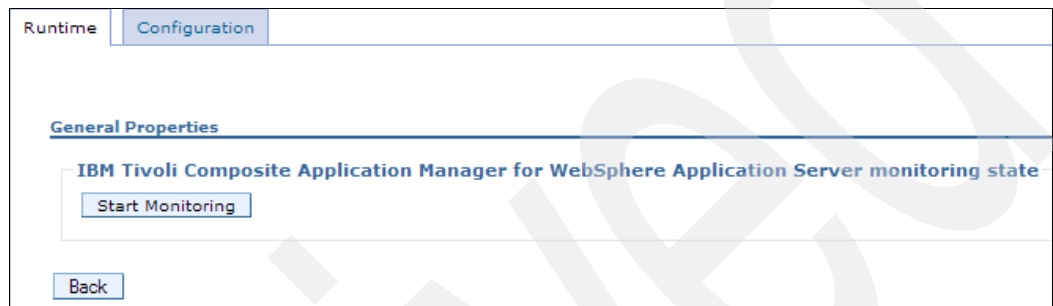 Runtime Configuration
General Properties
IBM Tivoli Composite Application Manager for WebSphere Application Server monitoring state
Start Monitoring
Back